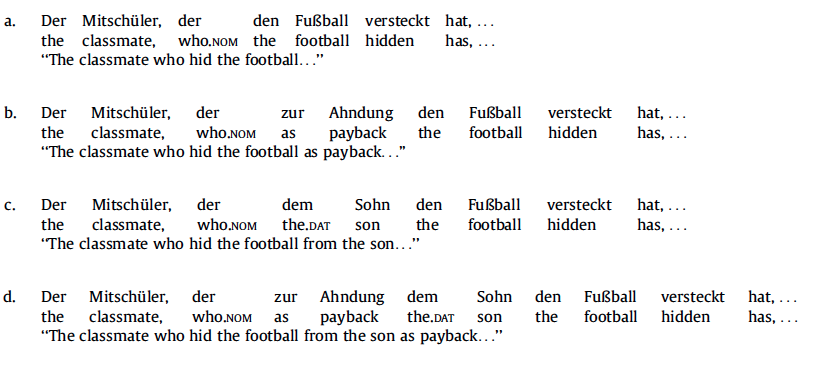 a. Der Mitschüler, der den Fußball versteckt hat, ...
the classmate, who.NOM the football hidden has, ...
“The classmate who hid the football...”
b. Der Mitschüler, der zur Ahndung den Fußball versteckt hat, ...
the classmate, who.NOM as payback the football hidden has, ...
“The classmate who hid the football as payback...”
c. Der Mitschüler, der dem Sohn den Fußball versteckt hat, ...
the classmate, who.NOM the.DAT son the football hidden has, ...
“The classmate who hid the football from the son...”
d. Der Mitschüler, der zur Ahndung dem Sohn den Fußball versteckt hat, ...
the classmate, who.NOM as payback the.DAT son the football hidden has, ...
“The classmate who hid the football from the son as payback...”